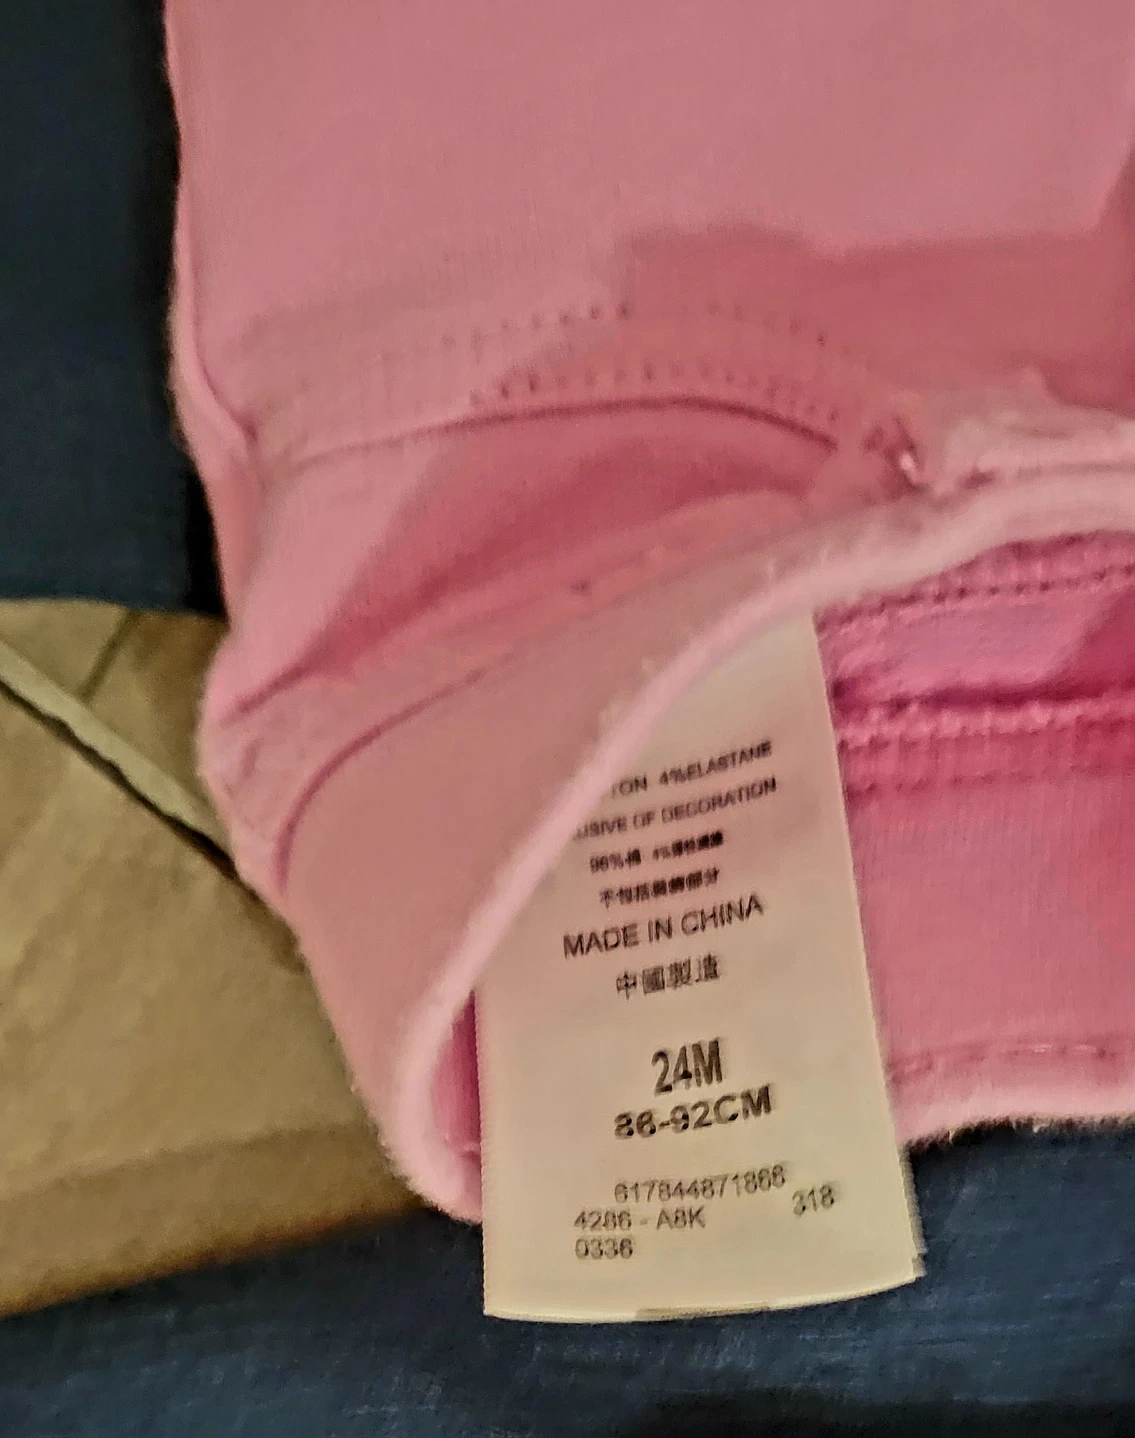 TON 4%ELASTANE
USIVE OF DECORATION
96%棉 4%彈性纖維
不包括裝飾部分
MADE IN CHINA
中國製造
24M
86-92CM
617844871866
4286 - A8K 318
0336